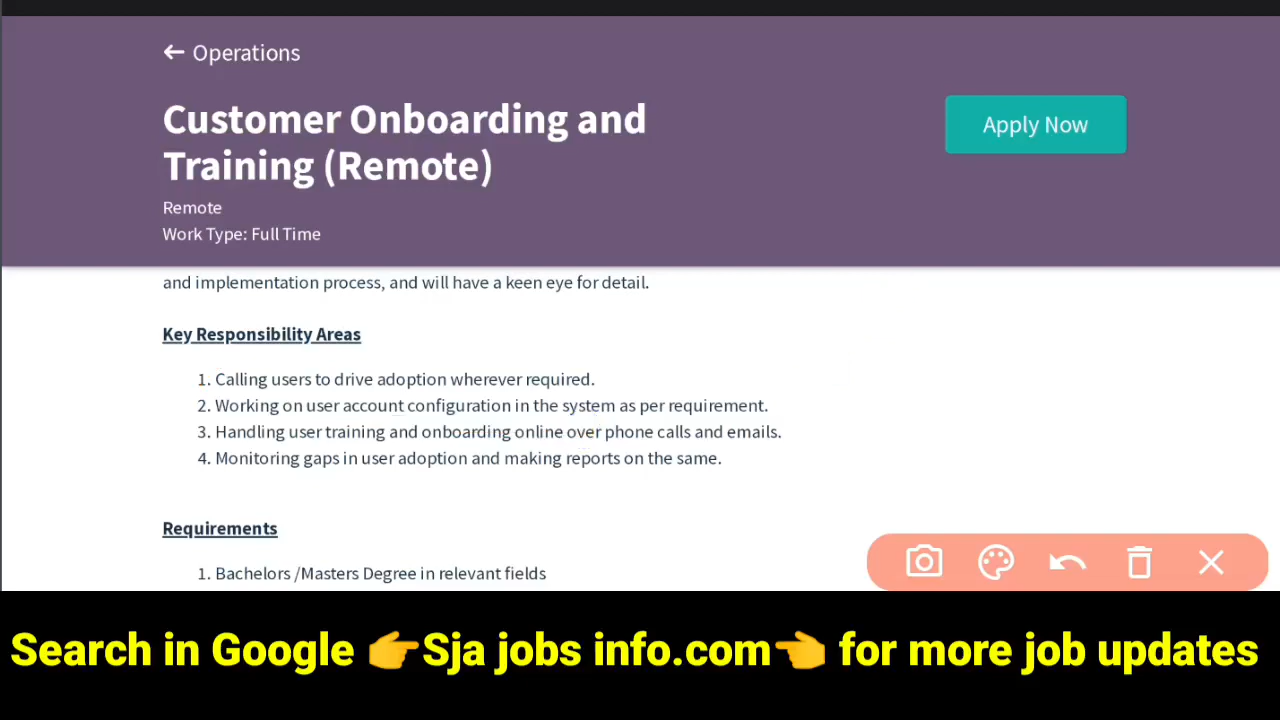 ← Operations
Customer Onboarding and
Training (Remote)
Apply Now
Remote
Work Type: Full Time
and implementation process, and will have a keen eye for detail.
Key Responsibility Areas
1. Calling users to drive adoption wherever required.
2. Working on user account configuration in the system as per requirement.
3. Handling user training and onboarding online over phone calls and emails.
4. Monitoring gaps in user adoption and making reports on the same.
Requirements
1. Bachelors /Masters Degree in relevant fields
Search in Google 👉Sja jobs info.com👈 for more job updates